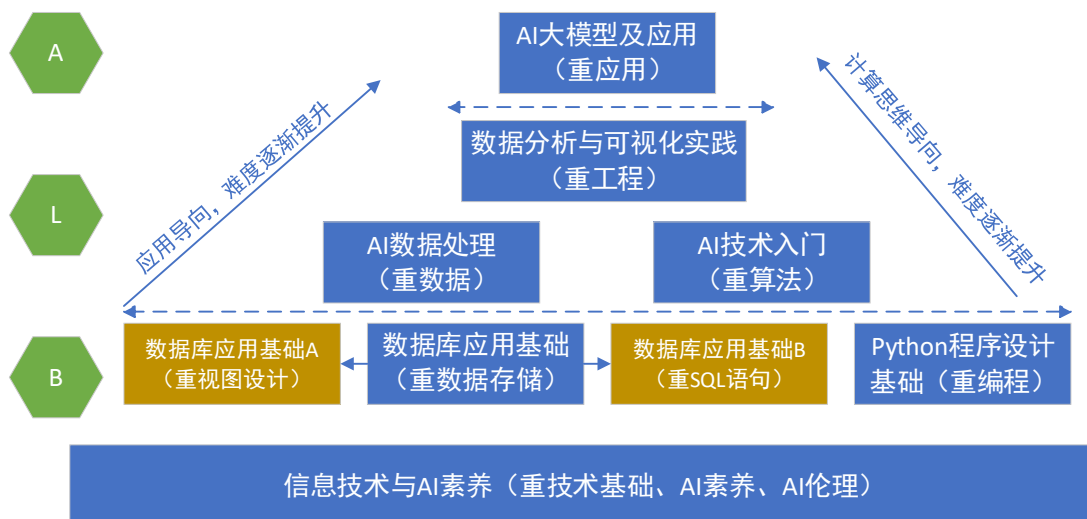 A
AI大模型及应用
（重应用）
应用导向，难度逐渐提升
计算思维导向，难度逐渐提升
数据分析与可视化实践
（重工程）
L
AI数据处理
（重数据）
AI技术入门
（重算法）
B
数据库应用基础A
（重视图设计）
数据库应用基础
（重数据存储）
数据库应用基础B
（重SQL语句）
Python程序设计
基础（重编程）
信息技术与AI素养（重技术基础、AI素养、AI伦理）